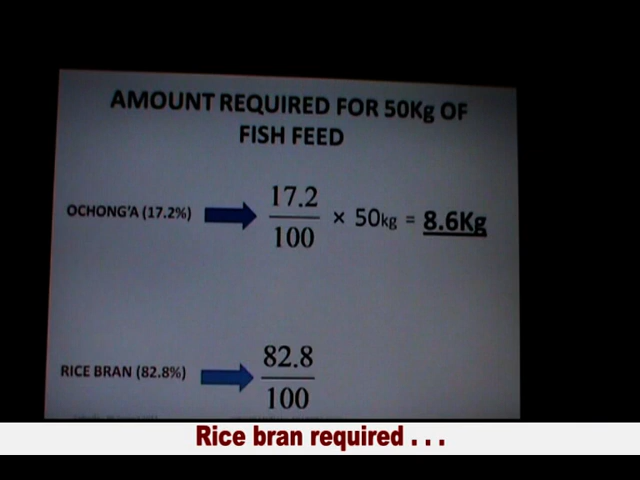 AMOUNT REQUIRED FOR 50Kg OF
FISH FEED
OCHONG'A (17.2%)
17.2
100
× 50kg = 8.6Kg
RICE BRAN (82.8%)
82.8
100
Rice bran required . . .